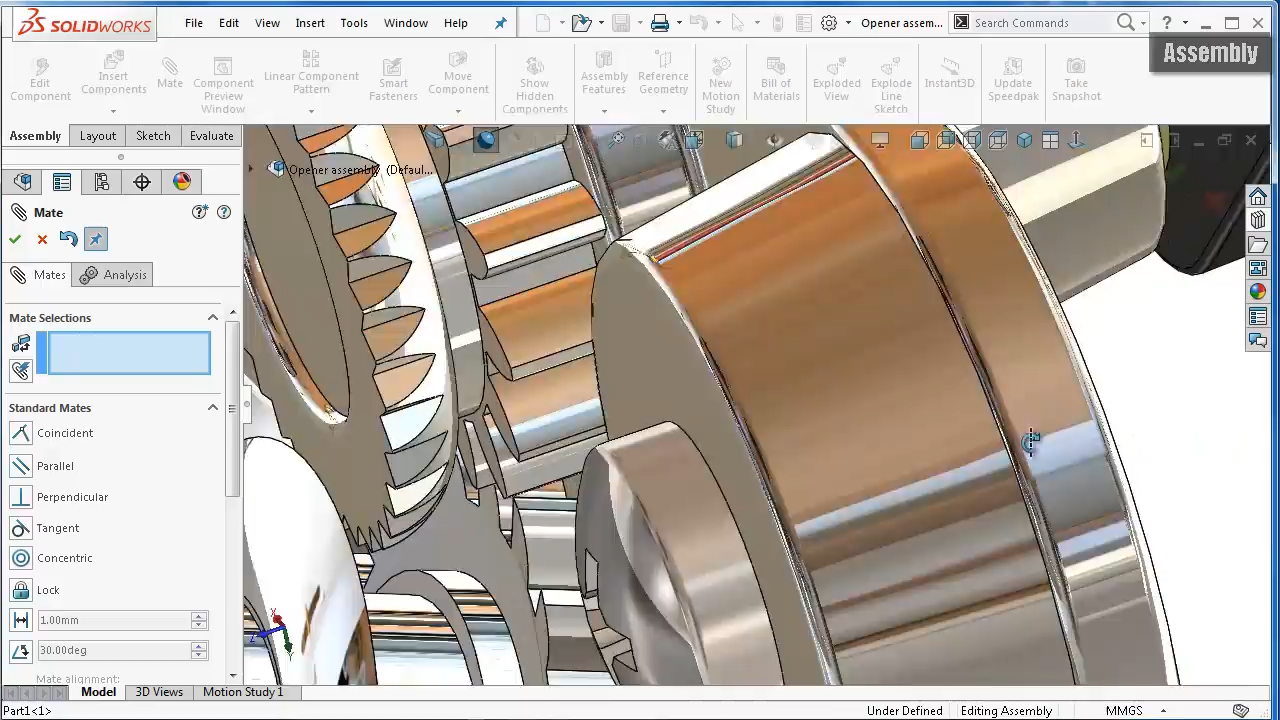 SOLIDWORKS File Edit View Insert Tools Window Help Opener assem... Search Commands ?
Assembly
Edit Component
Insert Components
Mate
Component Preview Window
Linear Component Pattern
Smart Fasteners
Move Component
Show Hidden Components
Assembly Features
Reference Geometry
New Motion Study
Bill of Materials
Exploded View
Explode Line Sketch
Instant3D
Update Speedpak
Take Snapshot
Assembly Layout Sketch Evaluate
Opener assembly (Defaul...
Mate
Mates Analysis
Mate Selections
Standard Mates
Coincident
Parallel
Perpendicular
Tangent
Concentric
Lock
1.00mm
30.00deg
Mate alignment:
Model 3D Views Motion Study 1
Part1<1> Under Defined Editing Assembly MMGS